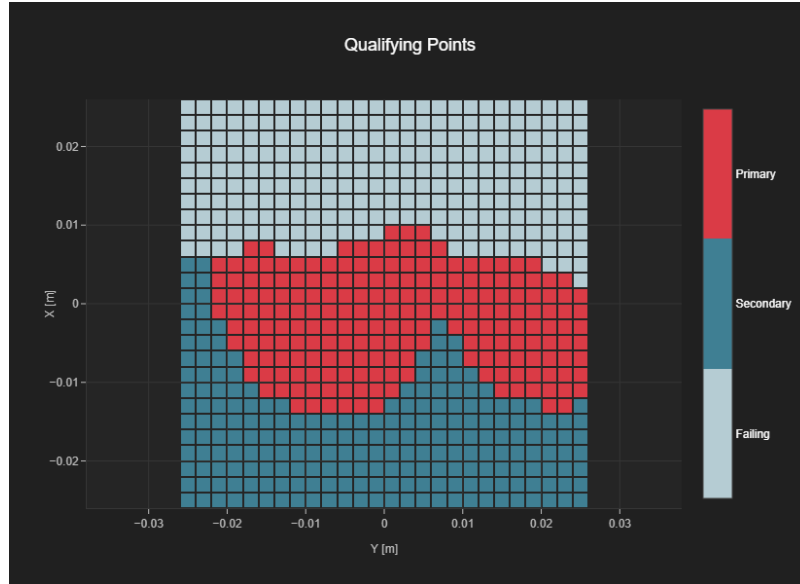 Qualifying Points
0.02
0.01
0
−0.01
−0.02
X [m]
−0.03
−0.02
−0.01
0
0.01
0.02
0.03
Y [m]
Primary
Secondary
Failing